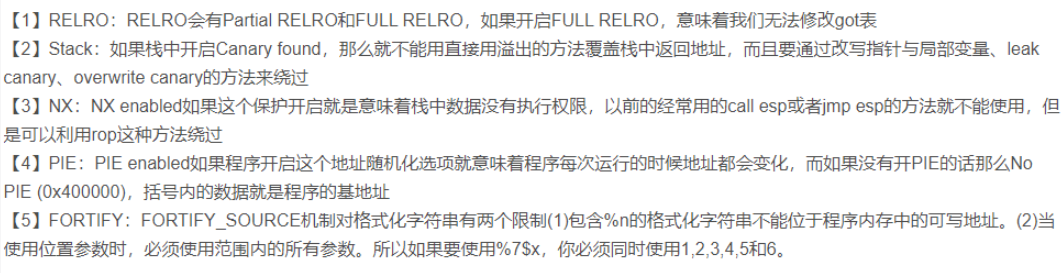 【1】RELRO：RELRO会有Partial RELRO和FULL RELRO，如果开启FULL RELRO，意味着我们无法修改got表
【2】Stack：如果栈中开启Canary found，那么就不能用直接用溢出的方法覆盖栈中返回地址，而且要通过改写指针与局部变量、leak
canary、overwrite canary的方法来绕过
【3】NX：NX enabled如果这个保护开启就是意味着栈中数据没有执行权限，以前的经常用的call esp或者jmp esp的方法就不能使用，但
是可以利用rop这种方法绕过
【4】PIE：PIE enabled如果程序开启这个地址随机化选项就意味着程序每次运行的时候地址都会变化，而如果没有开PIE的话那么No
PIE (0x400000)，括号内的数据就是程序的基地址
【5】FORTIFY：FORTIFY_SOURCE机制对格式化字符串有两个限制(1)包含%n的格式化字符串不能位于程序内存中的可写地址。(2)当
使用位置参数时，必须使用范围内的所有参数。所以如果要使用%7$x，你必须同时使用1,2,3,4,5和6。